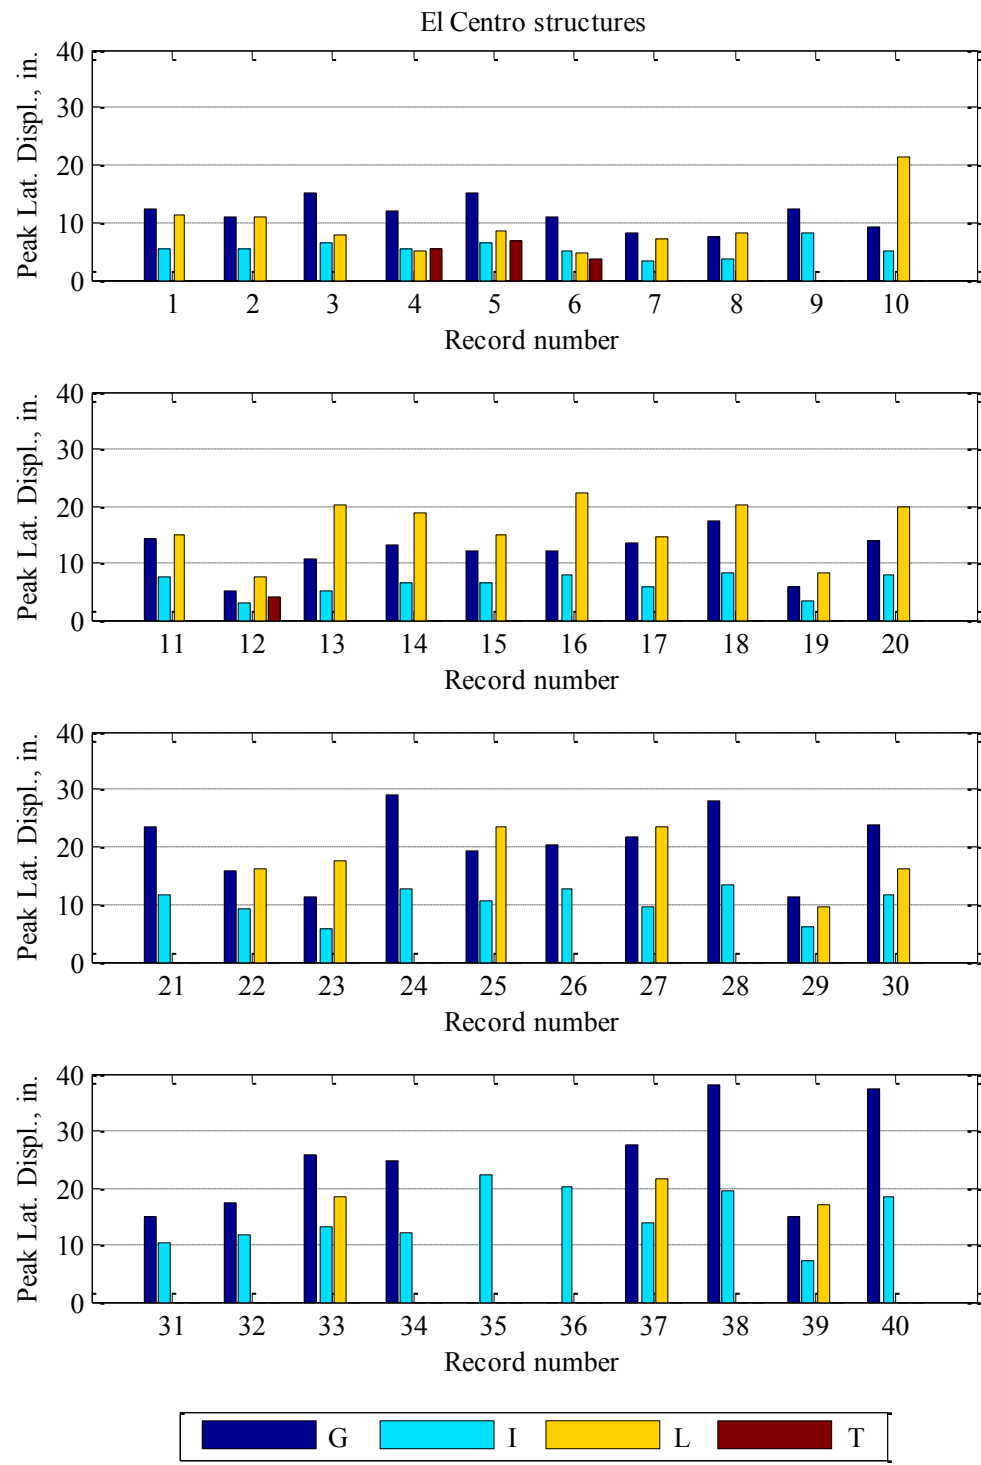 El Centro structures
Peak Lat. Displ., in.
40
30
20
10
0
1 2 3 4 5 6 7 8 9 10
Record number
Peak Lat. Displ., in.
40
30
20
10
0
11 12 13 14 15 16 17 18 19 20
Record number
Peak Lat. Displ., in.
40
30
20
10
0
21 22 23 24 25 26 27 28 29 30
Record number
Peak Lat. Displ., in.
40
30
20
10
0
31 32 33 34 35 36 37 38 39 40
Record number
G I L T